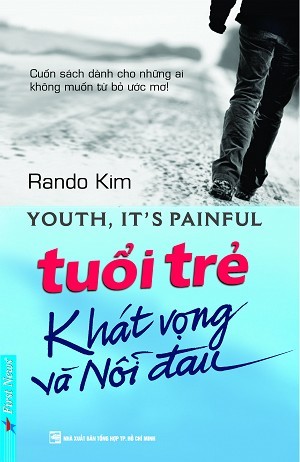 Cuốn sách dành cho những ai
không muốn từ bỏ ước mơ!
Rando Kim
YOUTH, IT'S PAINFUL
tuổi trẻ
Khát vọng
và Nỗi đau
First News
NHÀ XUẤT BẢN TỔNG HỢP TP. HỒ CHÍ MINH